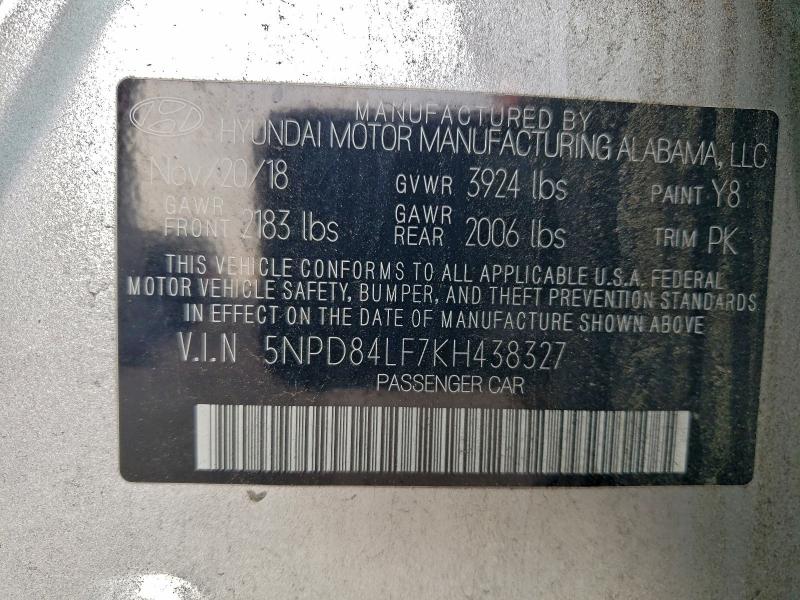 MANUFACTURED BY
HYUNDAI MOTOR MANUFACTURING ALABAMA, LLC
Nov/20/18 GVWR 3924 lbs PAINT Y8
GAWR FRONT 2183 lbs GAWR REAR 2006 lbs TRIM PK
THIS VEHICLE CONFORMS TO ALL APPLICABLE U.S.A. FEDERAL
MOTOR VEHICLE SAFETY, BUMPER, AND THEFT PREVENTION STANDARDS
IN EFFECT ON THE DATE OF MANUFACTURE SHOWN ABOVE
V.I.N 5NPD84LF7KH438327
PASSENGER CAR